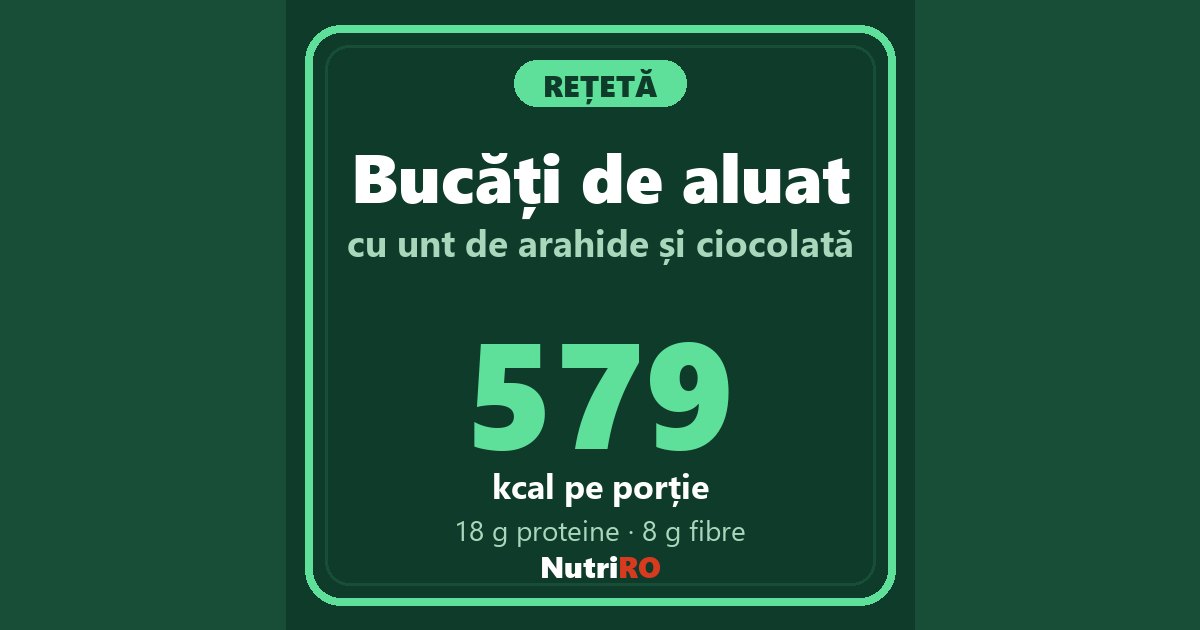 REȚETĂ
Bucăți de aluat
cu unt de arahide și ciocolată
579
kcal pe porție
18 g proteine · 8 g fibre
NutriRO